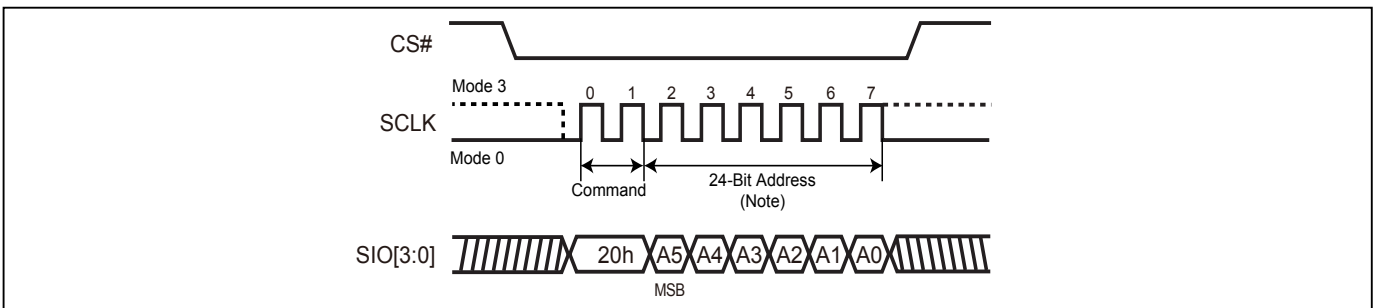 CS#
Mode 3
0 1 2 3 4 5 6 7
SCLK
Mode 0
Command
24-Bit Address
(Note)
SIO[3:0]
20h A5 A4 A3 A2 A1 A0
MSB